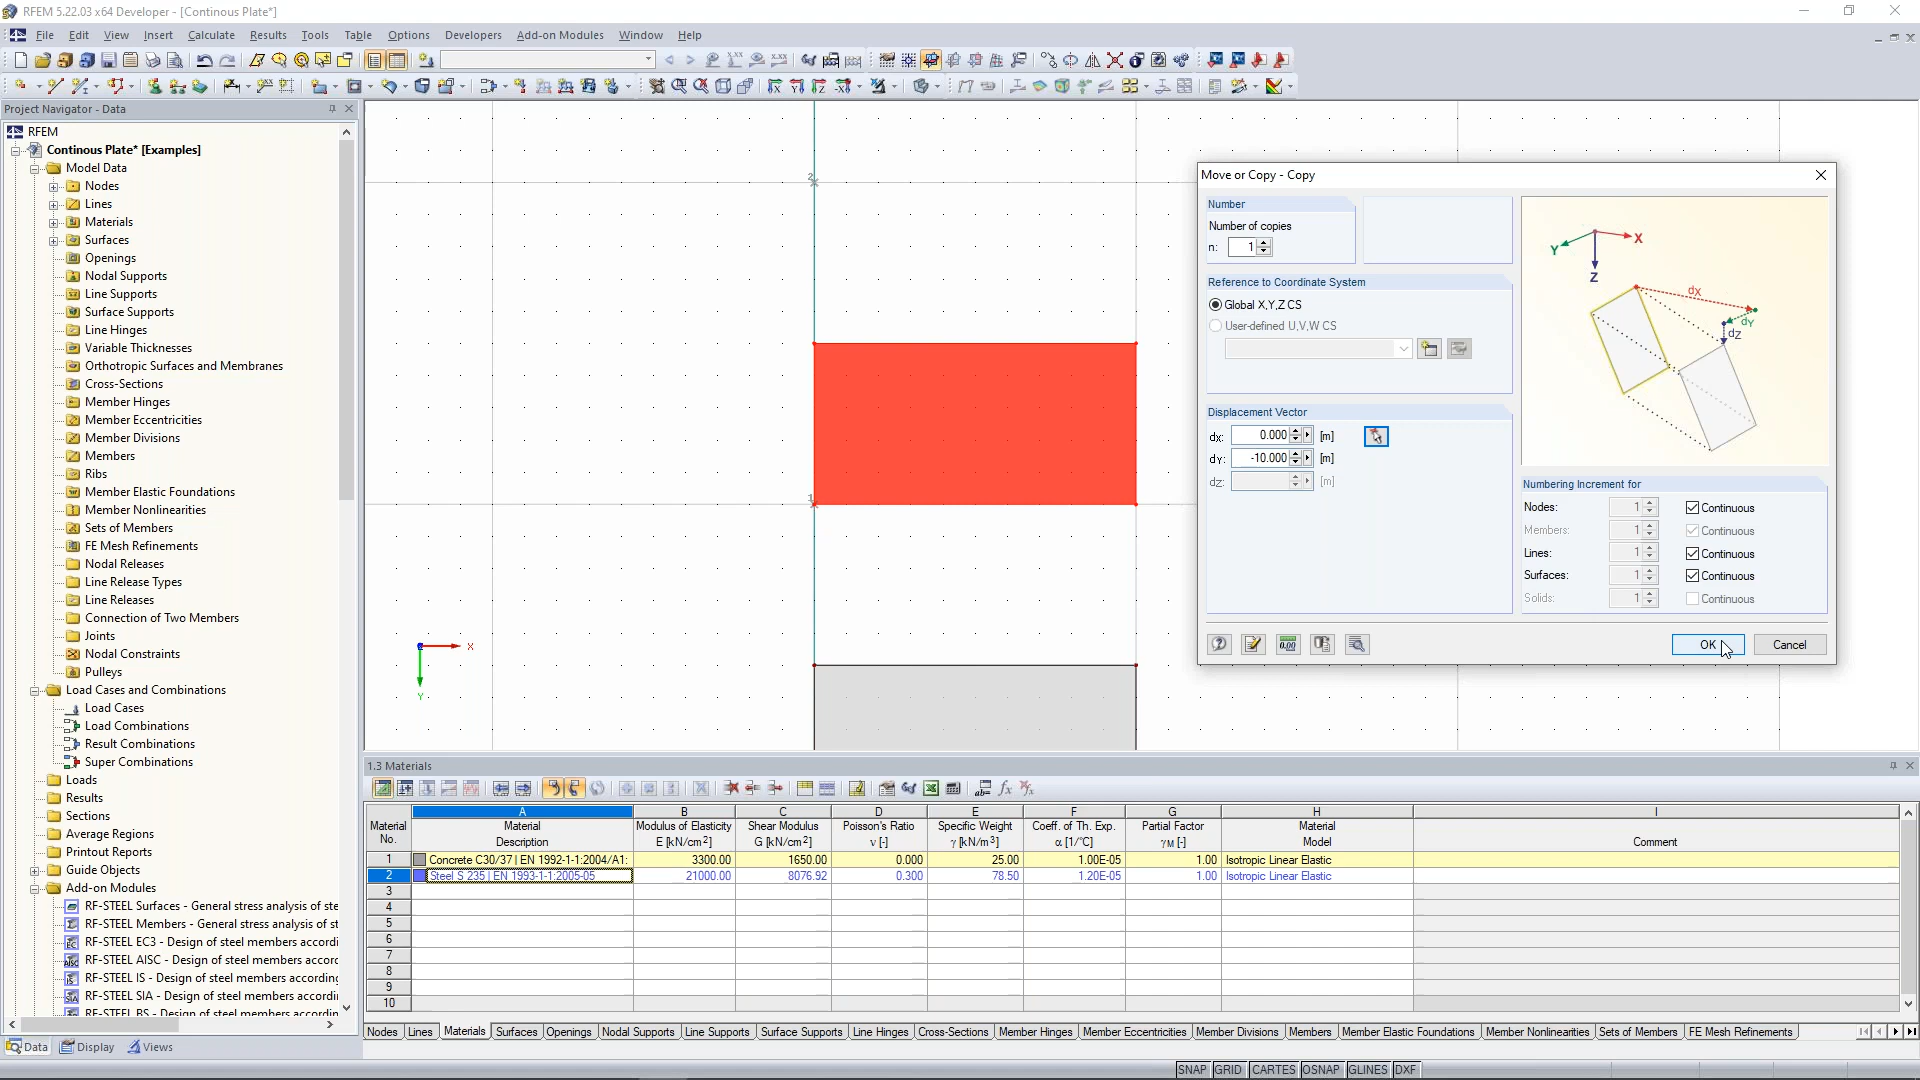 RFEM 5.22.03 x64 Developer - [Continous Plate*]
File Edit View Insert Calculate Results Tools Table Options Developers Add-on Modules Window Help
Project Navigator - Data
RFEM
Continous Plate* [Examples]
Model Data
Nodes
Lines
Materials
Surfaces
Openings
Nodal Supports
Line Supports
Surface Supports
Line Hinges
Variable Thicknesses
Orthotropic Surfaces and Membranes
Cross-Sections
Member Hinges
Member Eccentricities
Member Divisions
Members
Ribs
Member Elastic Foundations
Member Nonlinearities
Sets of Members
FE Mesh Refinements
Nodal Releases
Line Release Types
Line Releases
Connection of Two Members
Joints
Nodal Constraints
Pulleys
Load Cases and Combinations
Load Cases
Load Combinations
Result Combinations
Super Combinations
Loads
Results
Sections
Average Regions
Printout Reports
Guide Objects
Add-on Modules
RF-STEEL Surfaces - General stress analysis of ste
RF-STEEL Members - General stress analysis of st
RF-STEEL EC3 - Design of steel members accordi
RF-STEEL AISC - Design of steel members accor
RF-STEEL IS - Design of steel members according
RF-STEEL SIA - Design of steel members accordi
RF-STEEL BS - Design of steel members accordin
Data Display Views
2
1
X
Y
Move or Copy - Copy
Number
Number of copies
n: 1
Reference to Coordinate System
Global X,Y,Z CS
User-defined U,V,W CS
Displacement Vector
dX: 0.000 [m]
dY: -10.000 [m]
dZ: [m]
X
Y
Z
dX
dY
dZ
Numbering Increment for
Nodes: 1 Continuous
Members: 1 Continuous
Lines: 1 Continuous
Surfaces: 1 Continuous
Solids: 1 Continuous
OK Cancel
1.3 Materials
A B C D E F G H I
Material Material Modulus of Elasticity Shear Modulus Poisson's Ratio Specific Weight Coeff. of Th. Exp. Partial Factor Material
No. Description E [kN/cm²] G [kN/cm²] ν [-] γ [kN/m³] α [1/°C] γM [-] Model Comment
1 Concrete C30/37 | EN 1992-1-1:2004/A1: 3300.00 1650.00 0.000 25.00 1.00E-05 1.00 Isotropic Linear Elastic
2 Steel S 235 | EN 1993-1-1:2005-05 21000.00 8076.92 0.300 78.50 1.20E-05 1.00 Isotropic Linear Elastic
3
4
5
6
7
8
9
10
Nodes Lines Materials Surfaces Openings Nodal Supports Line Supports Surface Supports Line Hinges Cross-Sections Member Hinges Member Eccentricities Member Divisions Members Member Elastic Foundations Member Nonlinearities Sets of Members FE Mesh Refinements
SNAP GRID CARTES OSNAP GLINES DXF